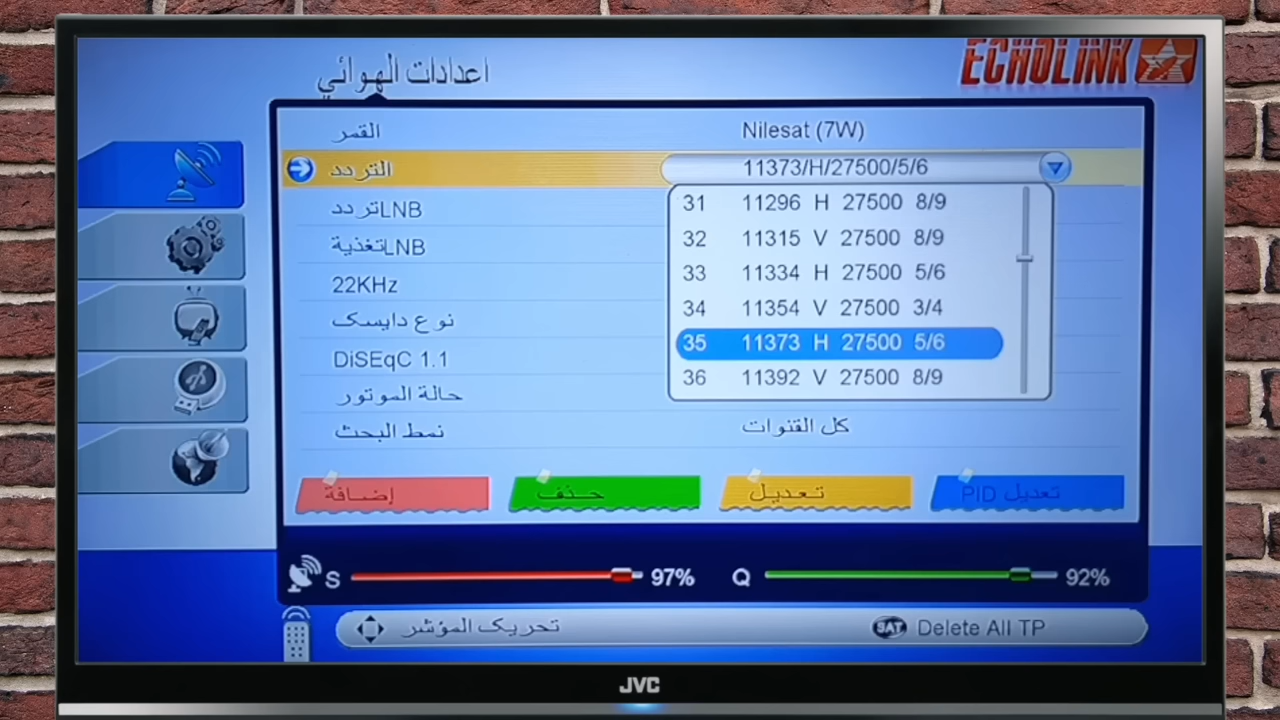 اعدادات الهوائي
ECHOLINK
القمر Nilesat (7W)
التردد 11373/H/27500/5/6
ترددLNB
تغذيةLNB
22KHz
نوع دايسك
DiSEqC 1.1
حالة الموتور
نمط البحث كل القنوات
31 11296 H 27500 8/9
32 11315 V 27500 8/9
33 11334 H 27500 5/6
34 11354 V 27500 3/4
35 11373 H 27500 5/6
36 11392 V 27500 8/9
إضافة
حذف
تعديل
تعديل PID
S 97% Q 92%
تحريك المؤشر
SAT Delete All TP
JVC